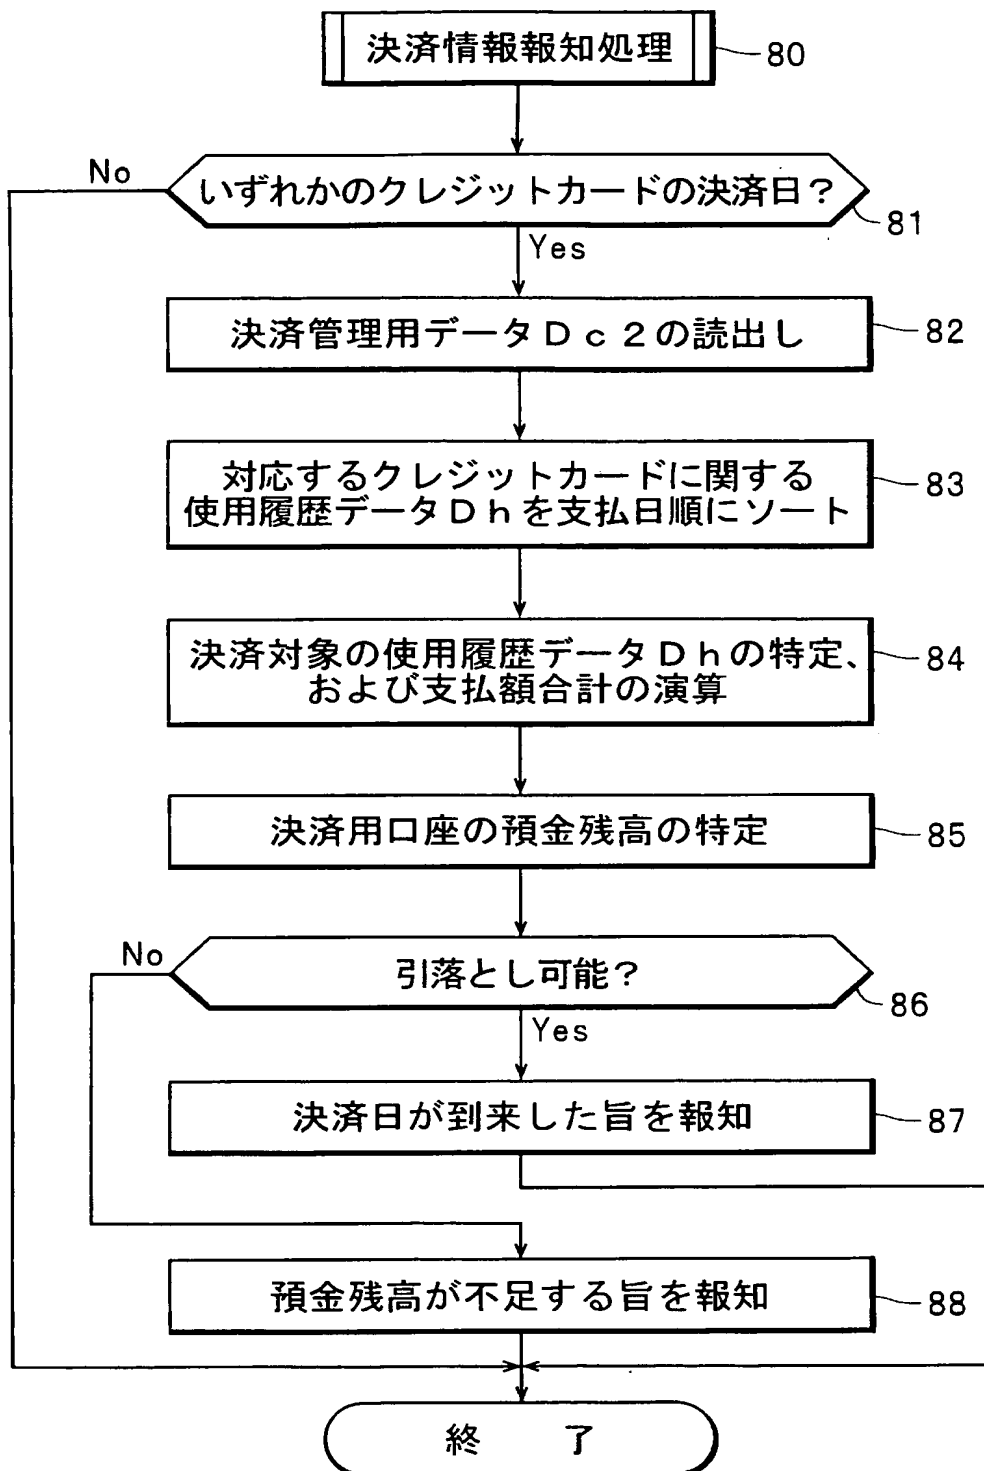 決済情報報知処理
80
No
いずれかのクレジットカードの決済日?
81
Yes
決済管理用データDc2の読出し
82
対応するクレジットカードに関する
使用履歴データDhを支払日順にソート
83
決済対象の使用履歴データDhの特定、
および支払額合計の演算
84
決済用口座の預金残高の特定
85
No
引落とし可能?
86
Yes
決済日が到来した旨を報知
87
預金残高が不足する旨を報知
88
終 了